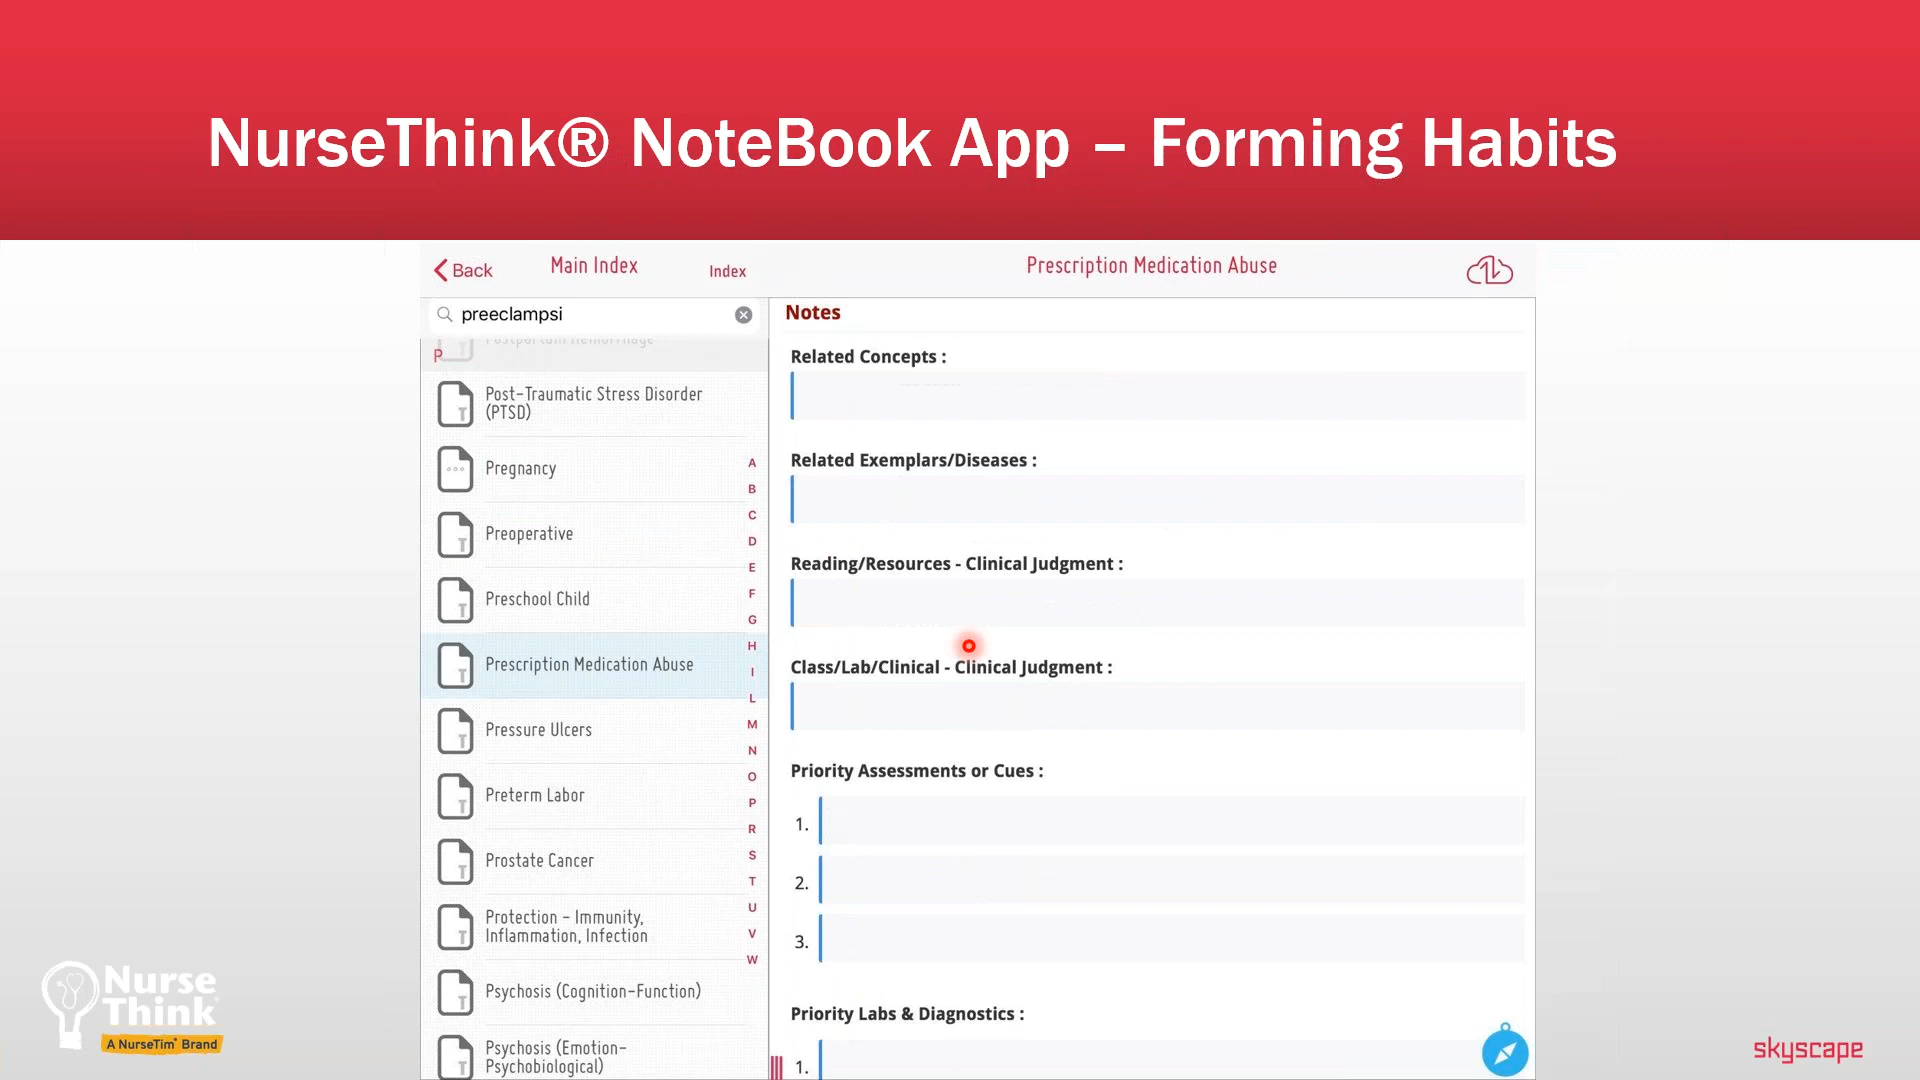 NurseThink® NoteBook App – Forming Habits
Back
Main Index
Index
Prescription Medication Abuse
preeclampsi
P
Postpartum Hemorrhage
Post-Traumatic Stress Disorder
(PTSD)
Pregnancy
Preoperative
Preschool Child
Prescription Medication Abuse
Pressure Ulcers
Preterm Labor
Prostate Cancer
Protection - Immunity,
Inflammation, Infection
Psychosis (Cognition-Function)
Psychosis (Emotion-
Psychobiological)
A
B
C
D
E
F
G
H
I
L
M
N
O
P
R
S
T
U
V
W
Notes
Related Concepts :
Related Exemplars/Diseases :
Reading/Resources - Clinical Judgment :
Class/Lab/Clinical - Clinical Judgment :
Priority Assessments or Cues :
1.
2.
3.
Priority Labs & Diagnostics :
1.
Nurse
Think®
A NurseTim® Brand
skyscape